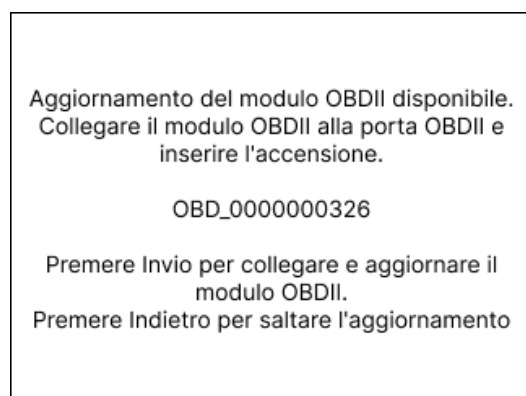 Aggiornamento del modulo OBDII disponibile.
Collegare il modulo OBDII alla porta OBDII e
inserire l'accensione.
OBD_0000000326
Premere Invio per collegare e aggiornare il
modulo OBDII.
Premere Indietro per saltare l'aggiornamento